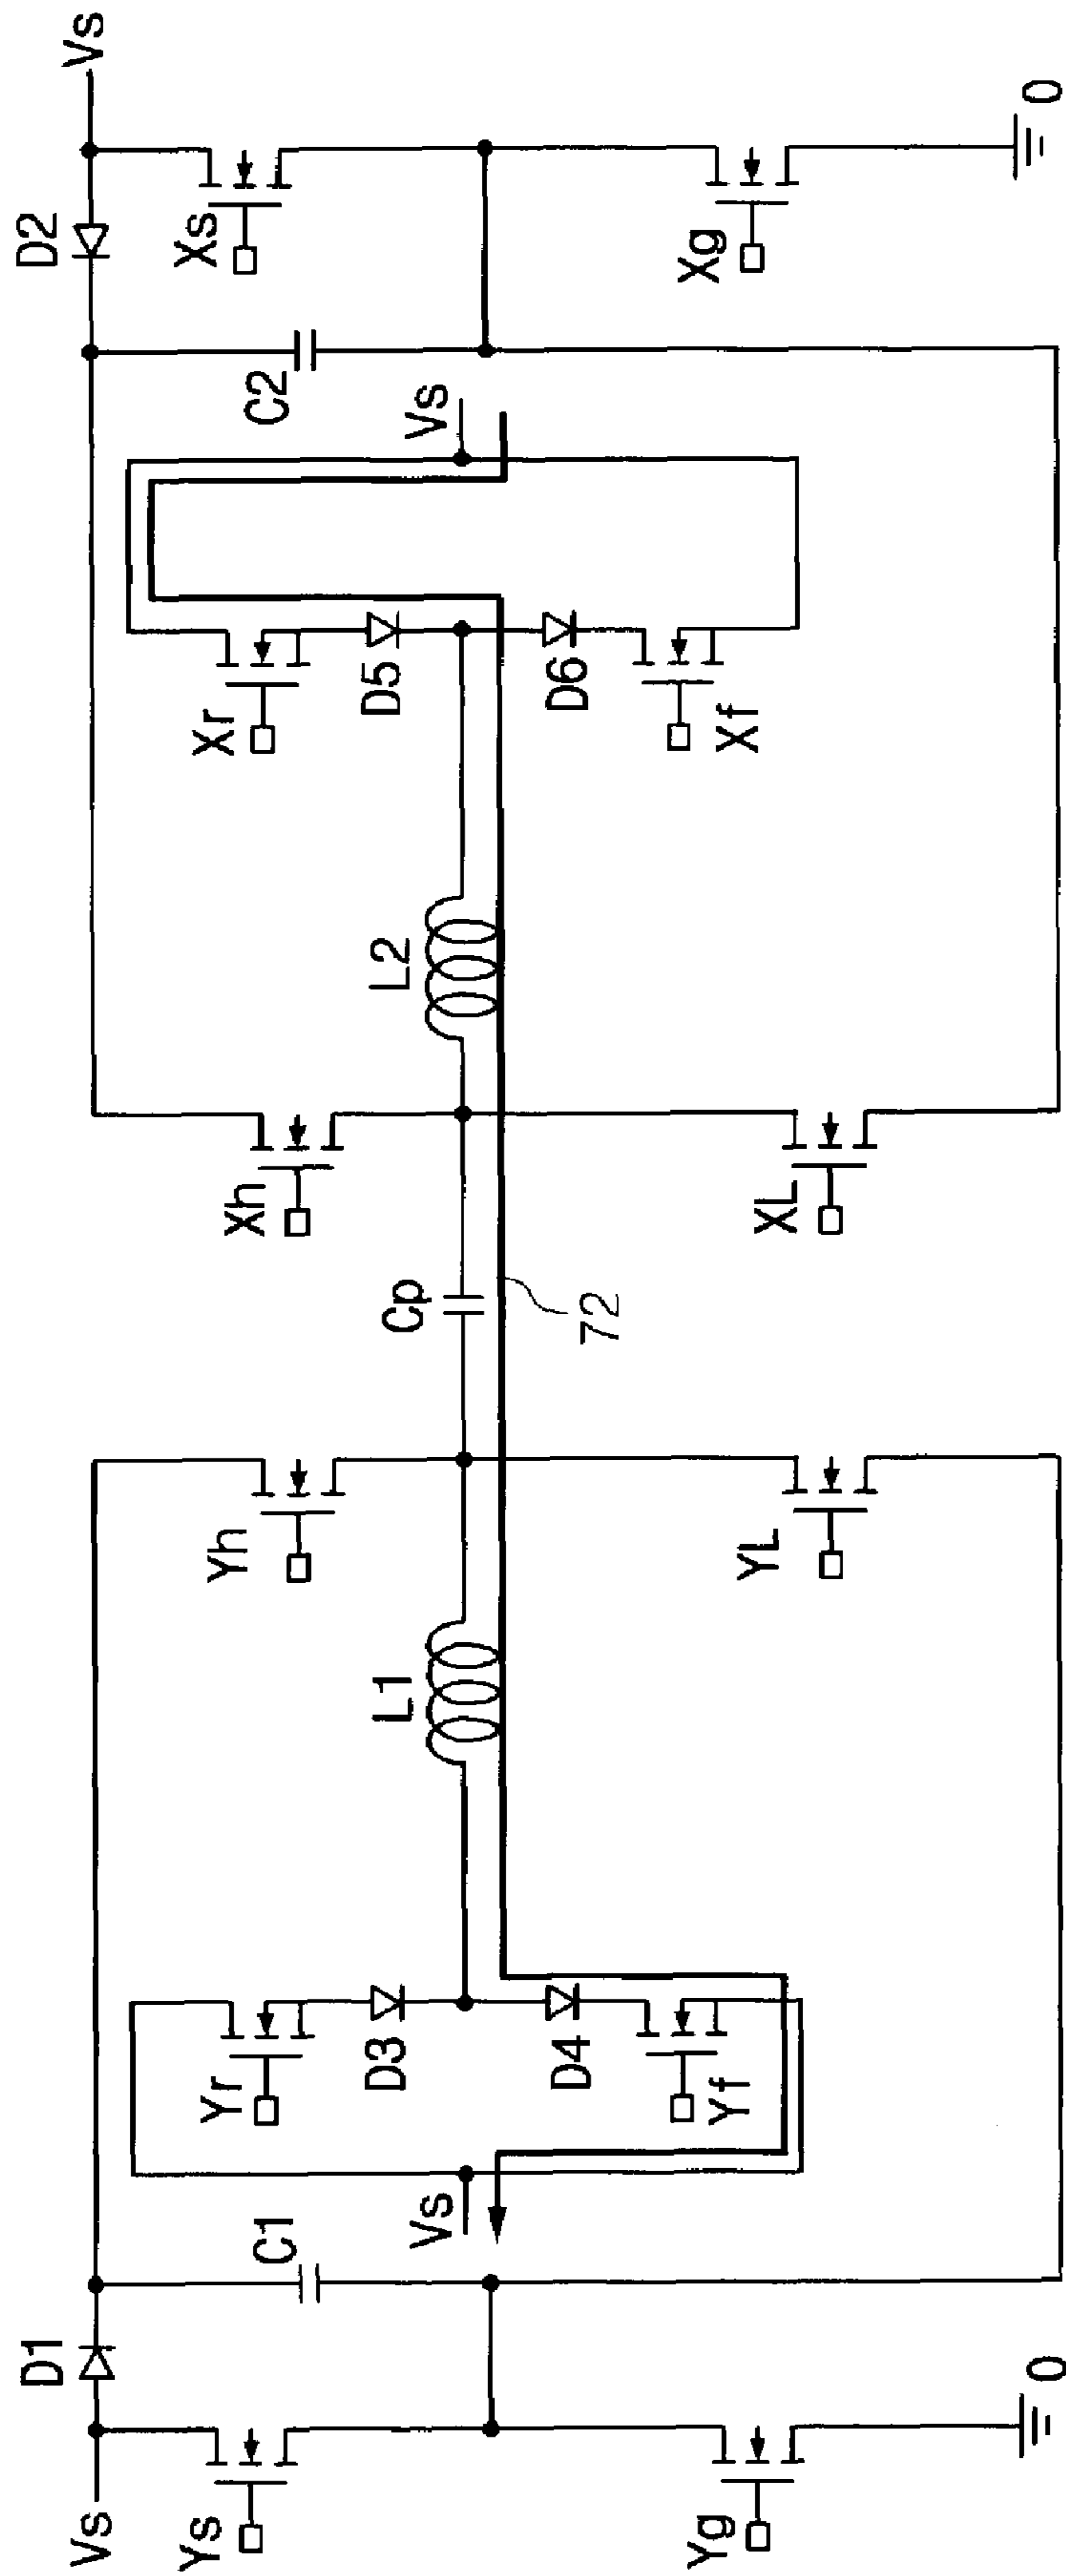 Vs
D1
C1
Ys
Yg
0
Vs
Yr
D3
D4
Yf
L1
Yh
YL
Cp
72
Xh
XL
L2
Xr
D5
D6
Xf
Vs
C2
D2
Vs
Xs
Xg
0